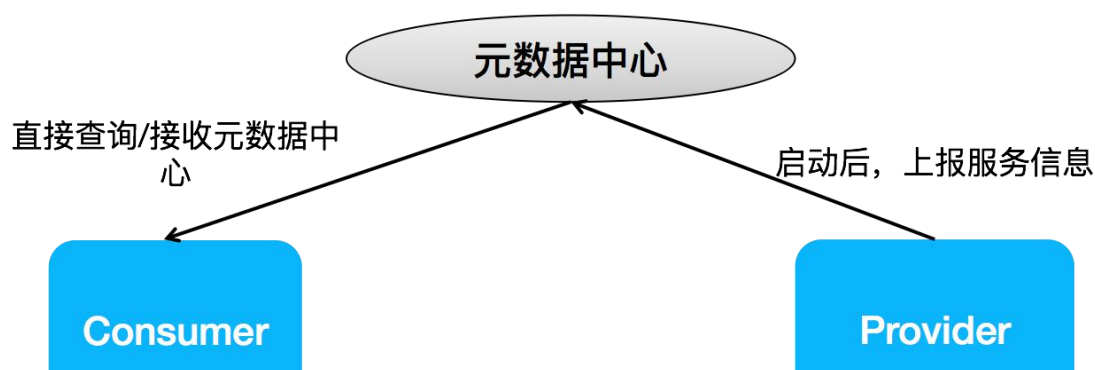 元数据中心
直接查询/接收元数据中
心
启动后，上报服务信息
Consumer
Provider